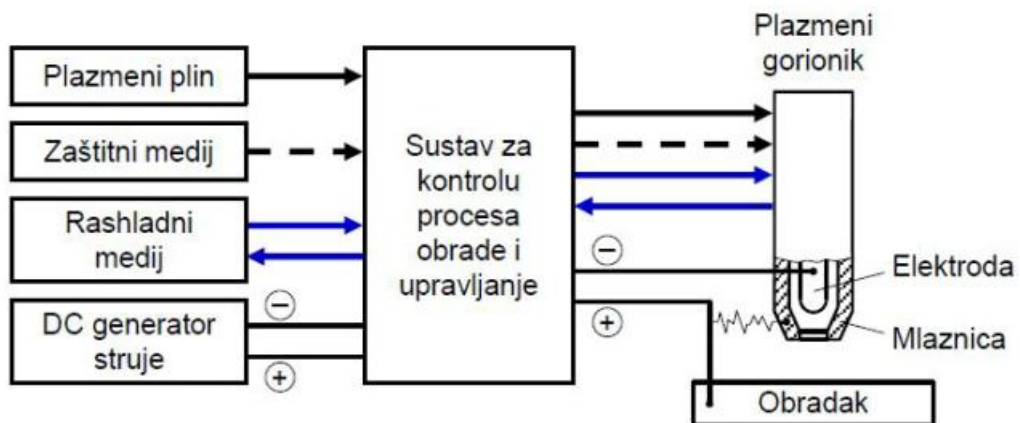 Plazmeni plin
Zaštitni medij
Rashladni
medij
DC generator
struje
−
+
Sustav za
kontrolu
procesa
obrade i
upravljanje
−
+
Plazmeni
gorionik
Elektroda
Mlaznica
Obradak